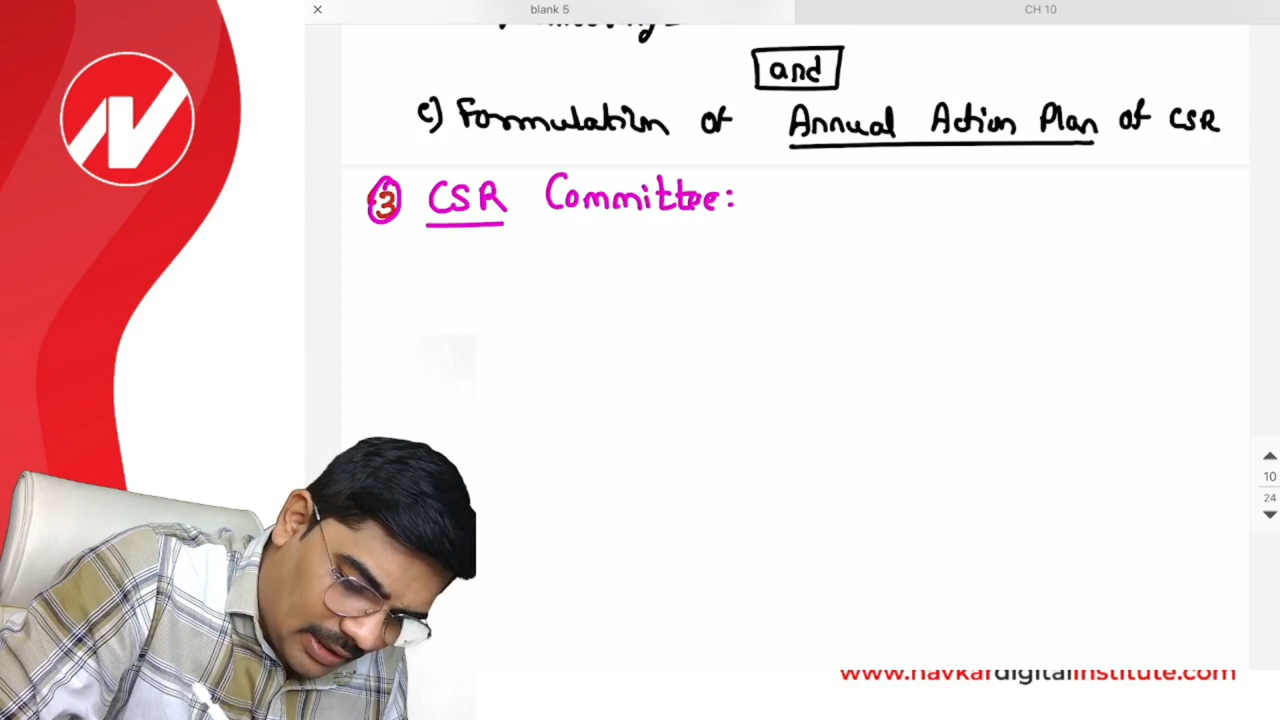 blank 5
CH 10
and
c) Formulation of Annual Action Plan of CSR
3 CSR Committee:
10
24
www.navkardigitalinstitute.com